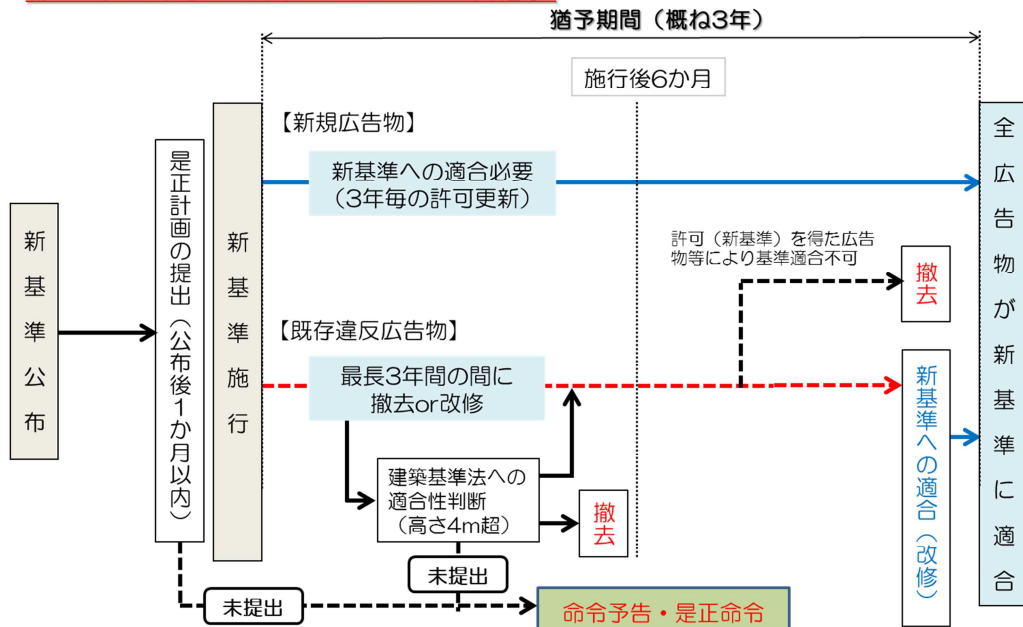 猶予期間（概ね3年）
施行後6か月
新基準公布
是正計画の提出（公布後1か月以内）
新基準施行
【新規広告物】
新基準への適合必要
（3年毎の許可更新）
許可（新基準）を得た広告
物等により基準適合不可
撤去
【既存違反広告物】
最長3年間の間に
撤去or改修
建築基準法への
適合性判断
（高さ4m超）
撤去
未提出
未提出
命令予告・是正命令
新基準への適合（改修）
全広告物が新基準に適合